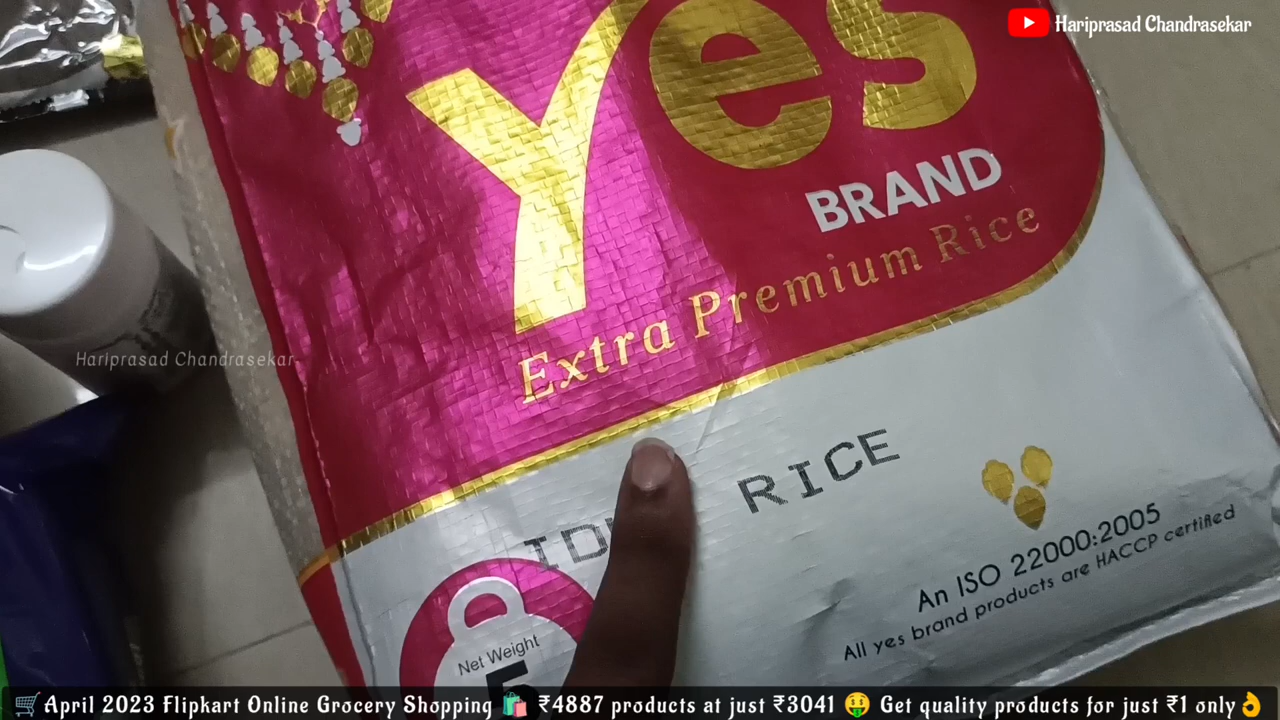 Hariprasad Chandrasekar
Yes
BRAND
Extra Premium Rice
Hariprasad Chandrasekar
RICE
An ISO 22000:2005
All yes brand products are HACCP certified
Net Weight
5
🛒 April 2023 Flipkart Online Grocery Shopping 🛍️ ₹4887 products at just ₹3041 🤑 Get quality products for just ₹1 only👌